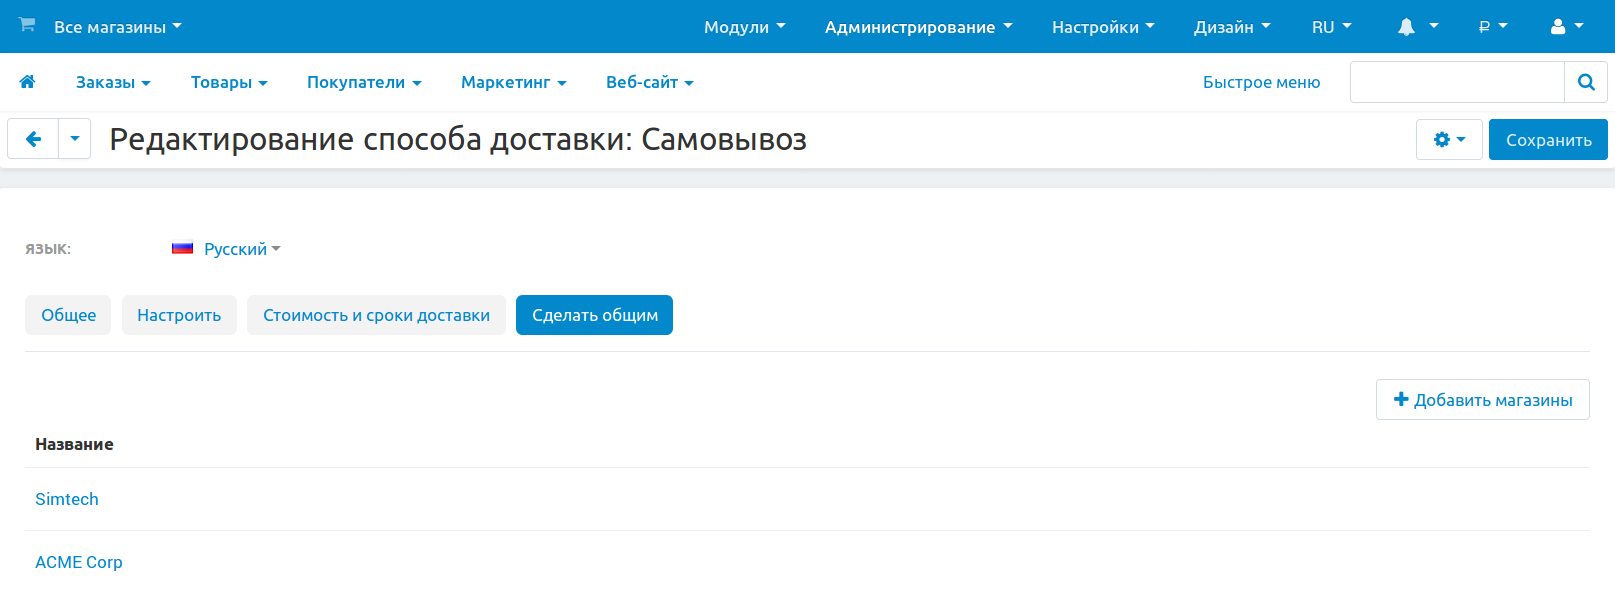 Все магазины Модули Администрирование Настройки Дизайн RU ₽
Заказы Товары Покупатели Маркетинг Веб-сайт Быстрое меню
Редактирование способа доставки: Самовывоз Сохранить
ЯЗЫК: Русский
Общее Настроить Стоимость и сроки доставки Сделать общим
Добавить магазины
Название
Simtech
ACME Corp